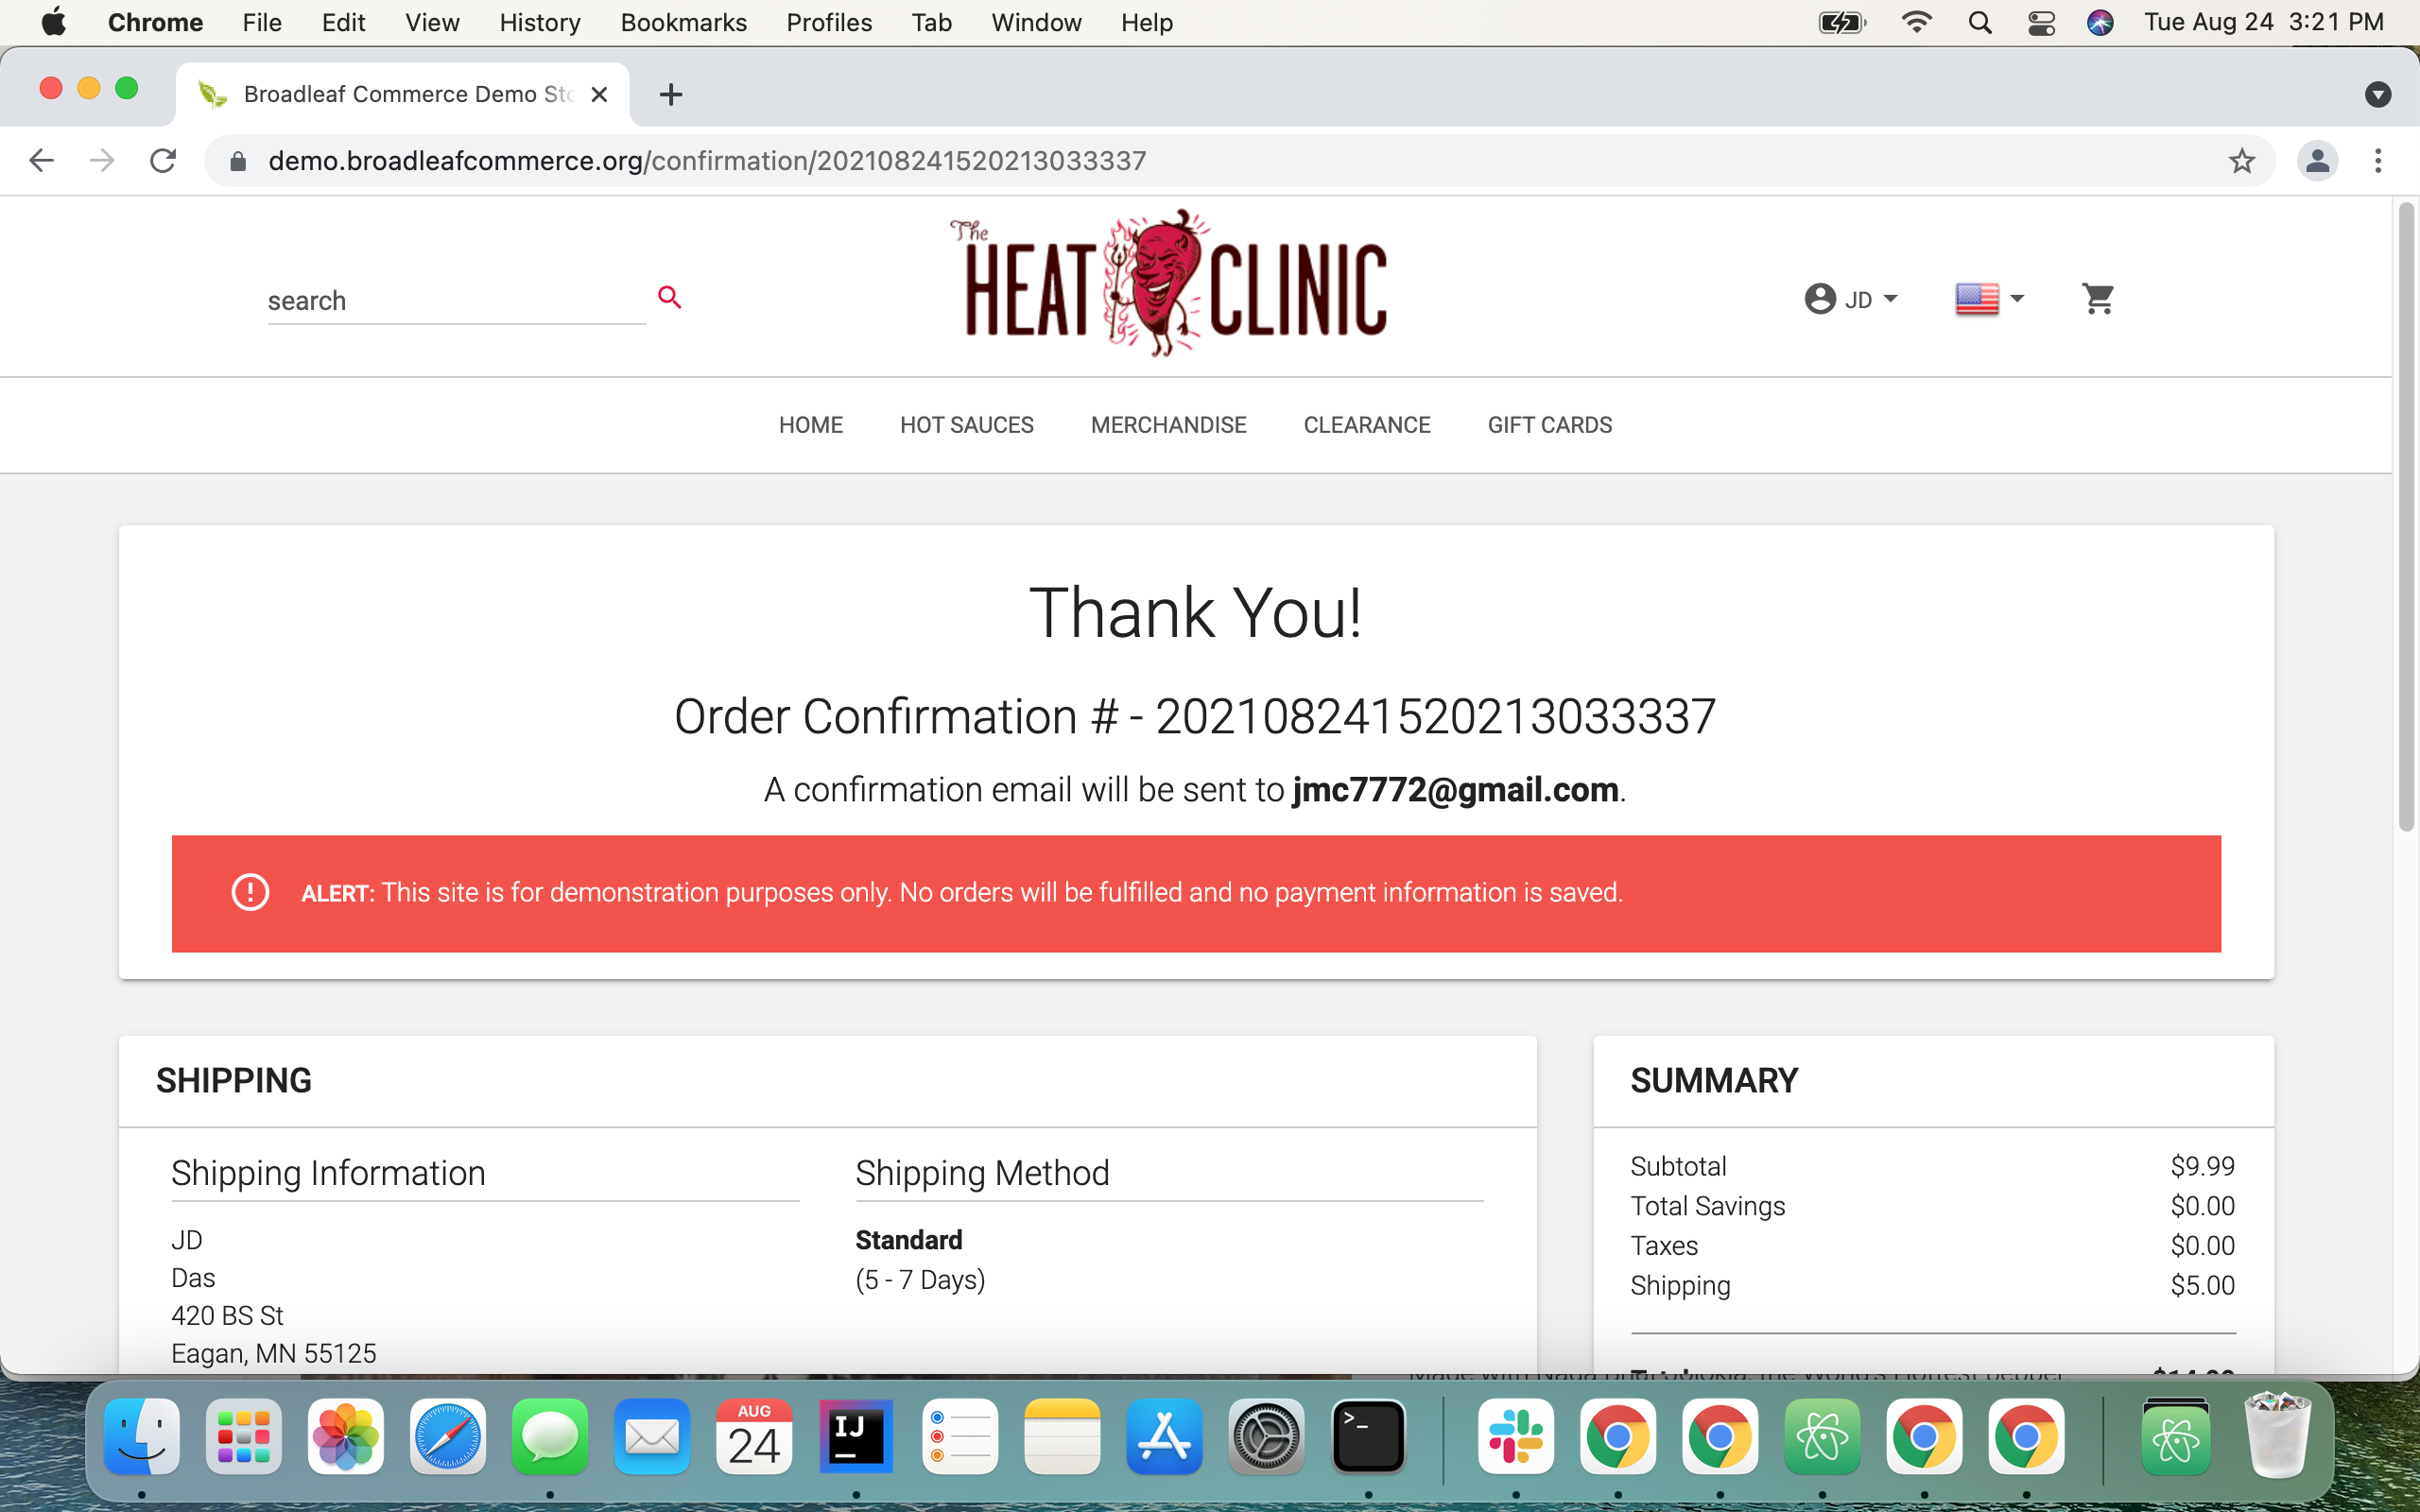 Chrome File Edit View History Bookmarks Profiles Tab Window Help Tue Aug 24 3:21 PM
Broadleaf Commerce Demo Sto
demo.broadleafcommerce.org/confirmation/202108241520213033337
search
The
HEAT CLINIC
JD
HOME HOT SAUCES MERCHANDISE CLEARANCE GIFT CARDS
Thank You!
Order Confirmation # - 202108241520213033337
A confirmation email will be sent to jmc7772@gmail.com.
ALERT: This site is for demonstration purposes only. No orders will be fulfilled and no payment information is saved.
SHIPPING
Shipping Information
JD
Das
420 BS St
Eagan, MN 55125
Shipping Method
Standard
(5 - 7 Days)
SUMMARY
Subtotal $9.99
Total Savings $0.00
Taxes $0.00
Shipping $5.00
AUG
24
IJ
>_